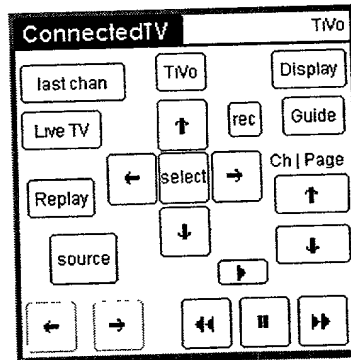 ConnectedTV TiVo
last chan TiVo Display
Live TV rec Guide
select Ch | Page
Replay
source